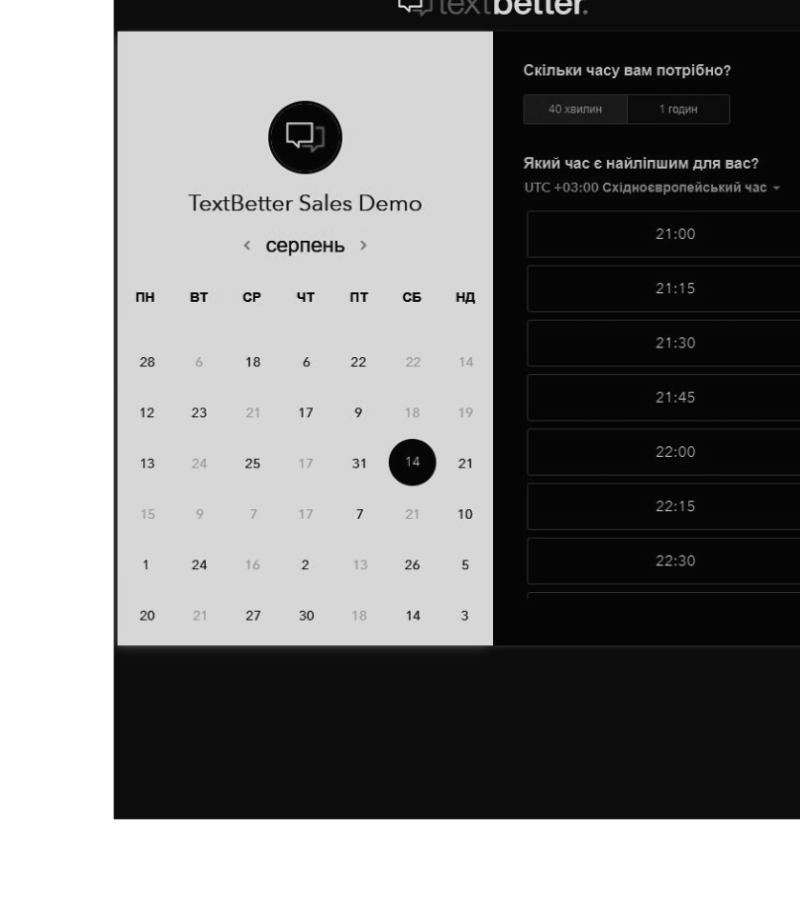 textbetter.
TextBetter Sales Demo
‹ серпень ›
ПН ВТ СР ЧТ ПТ СБ НД
28 6 18 6 22 22 14
12 23 21 17 9 18 19
13 24 25 17 31 14 21
15 9 7 17 7 21 10
1 24 16 2 13 26 5
20 21 27 30 18 14 3
Скільки часу вам потрібно?
40 хвилин 1 годин
Який час є найліпшим для вас?
UTC +03:00 Східноєвропейський час
21:00
21:15
21:30
21:45
22:00
22:15
22:30